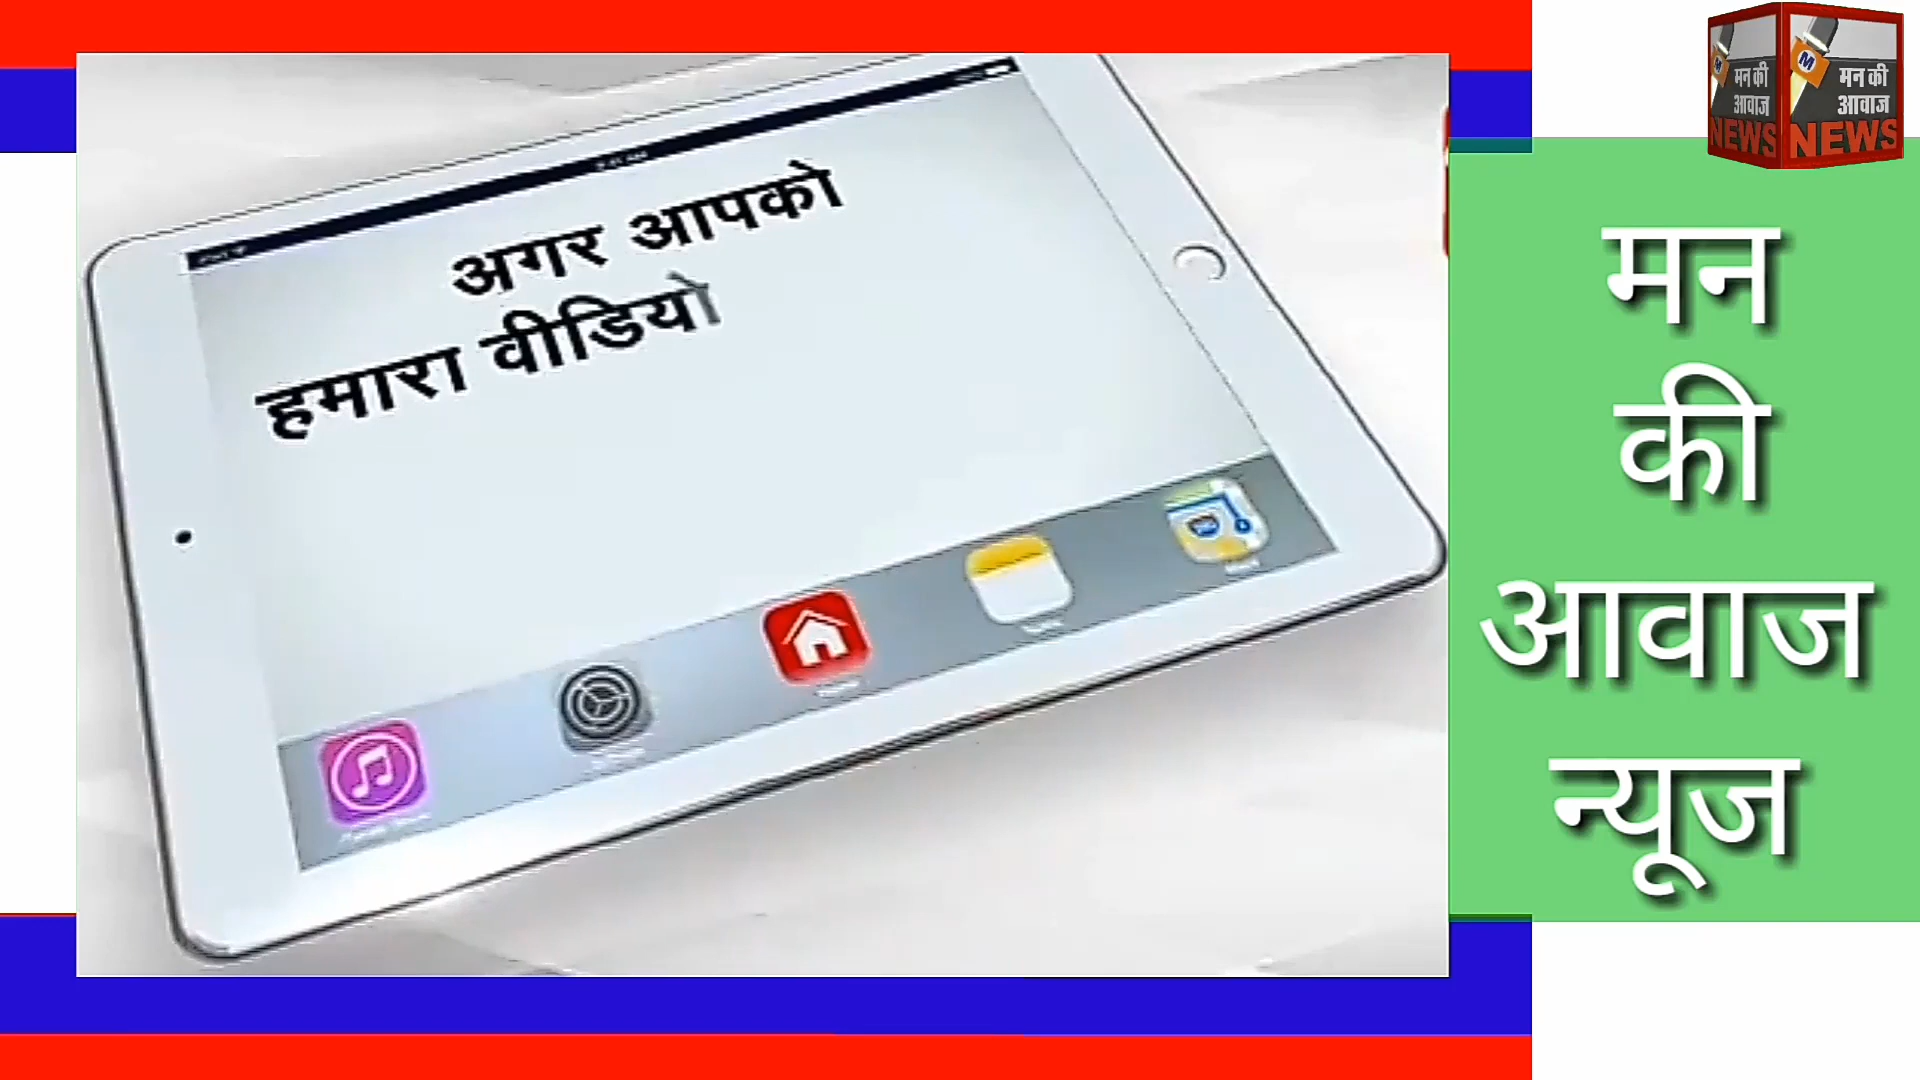 अगर आपको
हमारा वीडियो
मन की
आवाज
NEWS
मन की
आवाज
NEWS
मन
की
आवाज
न्यूज